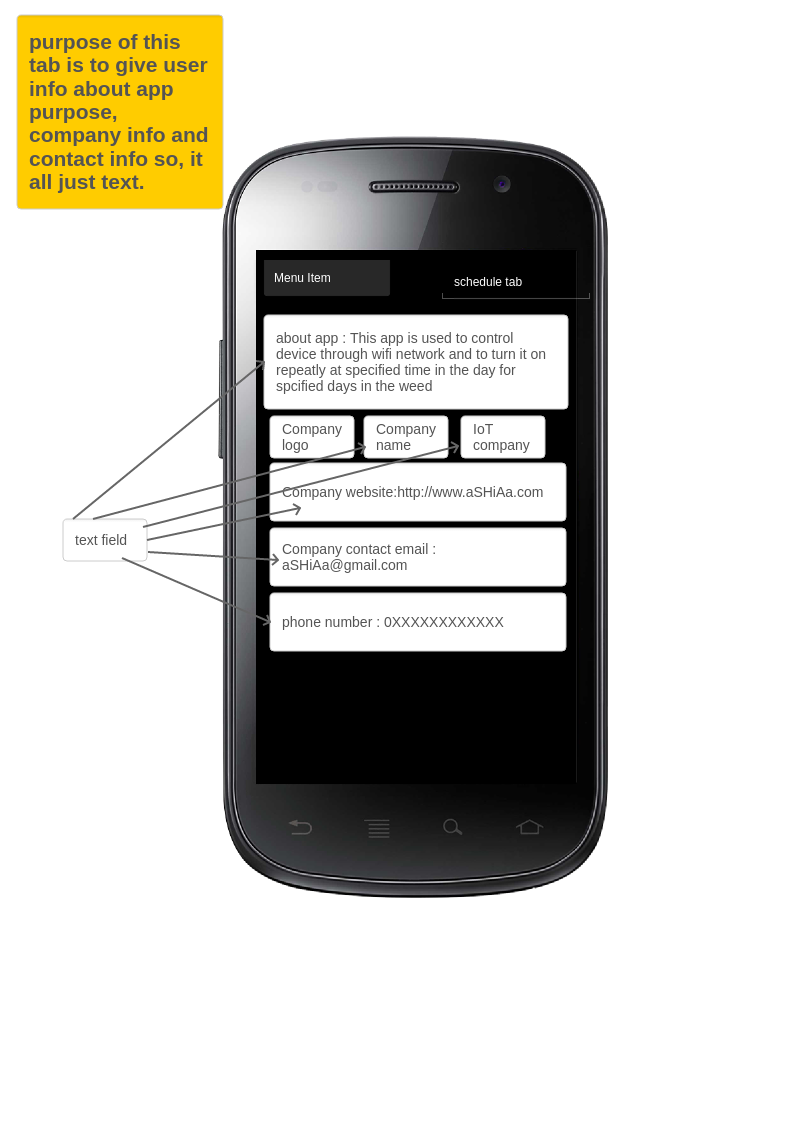 purpose of this
tab is to give user
info about app
purpose,
company info and
contact info so, it
all just text.
Menu Item
schedule tab
about app : This app is used to control
device through wifi network and to turn it on
repeatly at specified time in the day for
spcified days in the weed
Company
logo
Company
name
IoT
company
Company website:http://www.aSHiAa.com
text field
Company contact email :
aSHiAa@gmail.com
phone number : 0XXXXXXXXXXXX